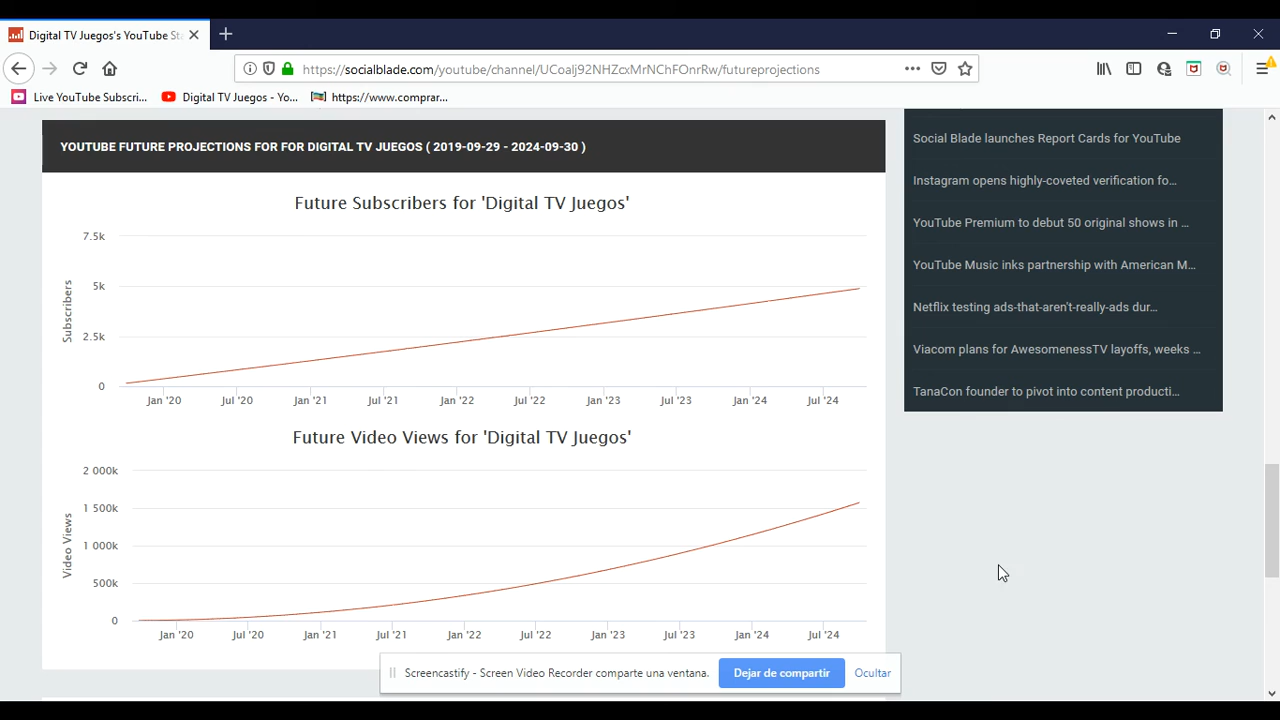 Digital TV Juegos's YouTube St
https://socialblade.com/youtube/channel/UCoaIj92NHZcxMrNChFOnrRw/futureprojections
Live YouTube Subscri...
Digital TV Juegos - Yo...
https://www.comprar...
YOUTUBE FUTURE PROJECTIONS FOR FOR DIGITAL TV JUEGOS ( 2019-09-29 - 2024-09-30 )
Future Subscribers for 'Digital TV Juegos'
7.5k
5k
2.5k
0
Subscribers
Jan '20 Jul '20 Jan '21 Jul '21 Jan '22 Jul '22 Jan '23 Jul '23 Jan '24 Jul '24
Future Video Views for 'Digital TV Juegos'
2 000k
1 500k
1 000k
500k
0
Video Views
Jan '20 Jul '20 Jan '21 Jul '21 Jan '22 Jul '22 Jan '23 Jul '23 Jan '24 Jul '24
Social Blade launches Report Cards for YouTube
Instagram opens highly-coveted verification fo...
YouTube Premium to debut 50 original shows in ...
YouTube Music inks partnership with American M...
Netflix testing ads-that-aren't-really-ads dur...
Viacom plans for AwesomenessTV layoffs, weeks ...
TanaCon founder to pivot into content producti...
Screencastify - Screen Video Recorder comparte una ventana.
Dejar de compartir
Ocultar